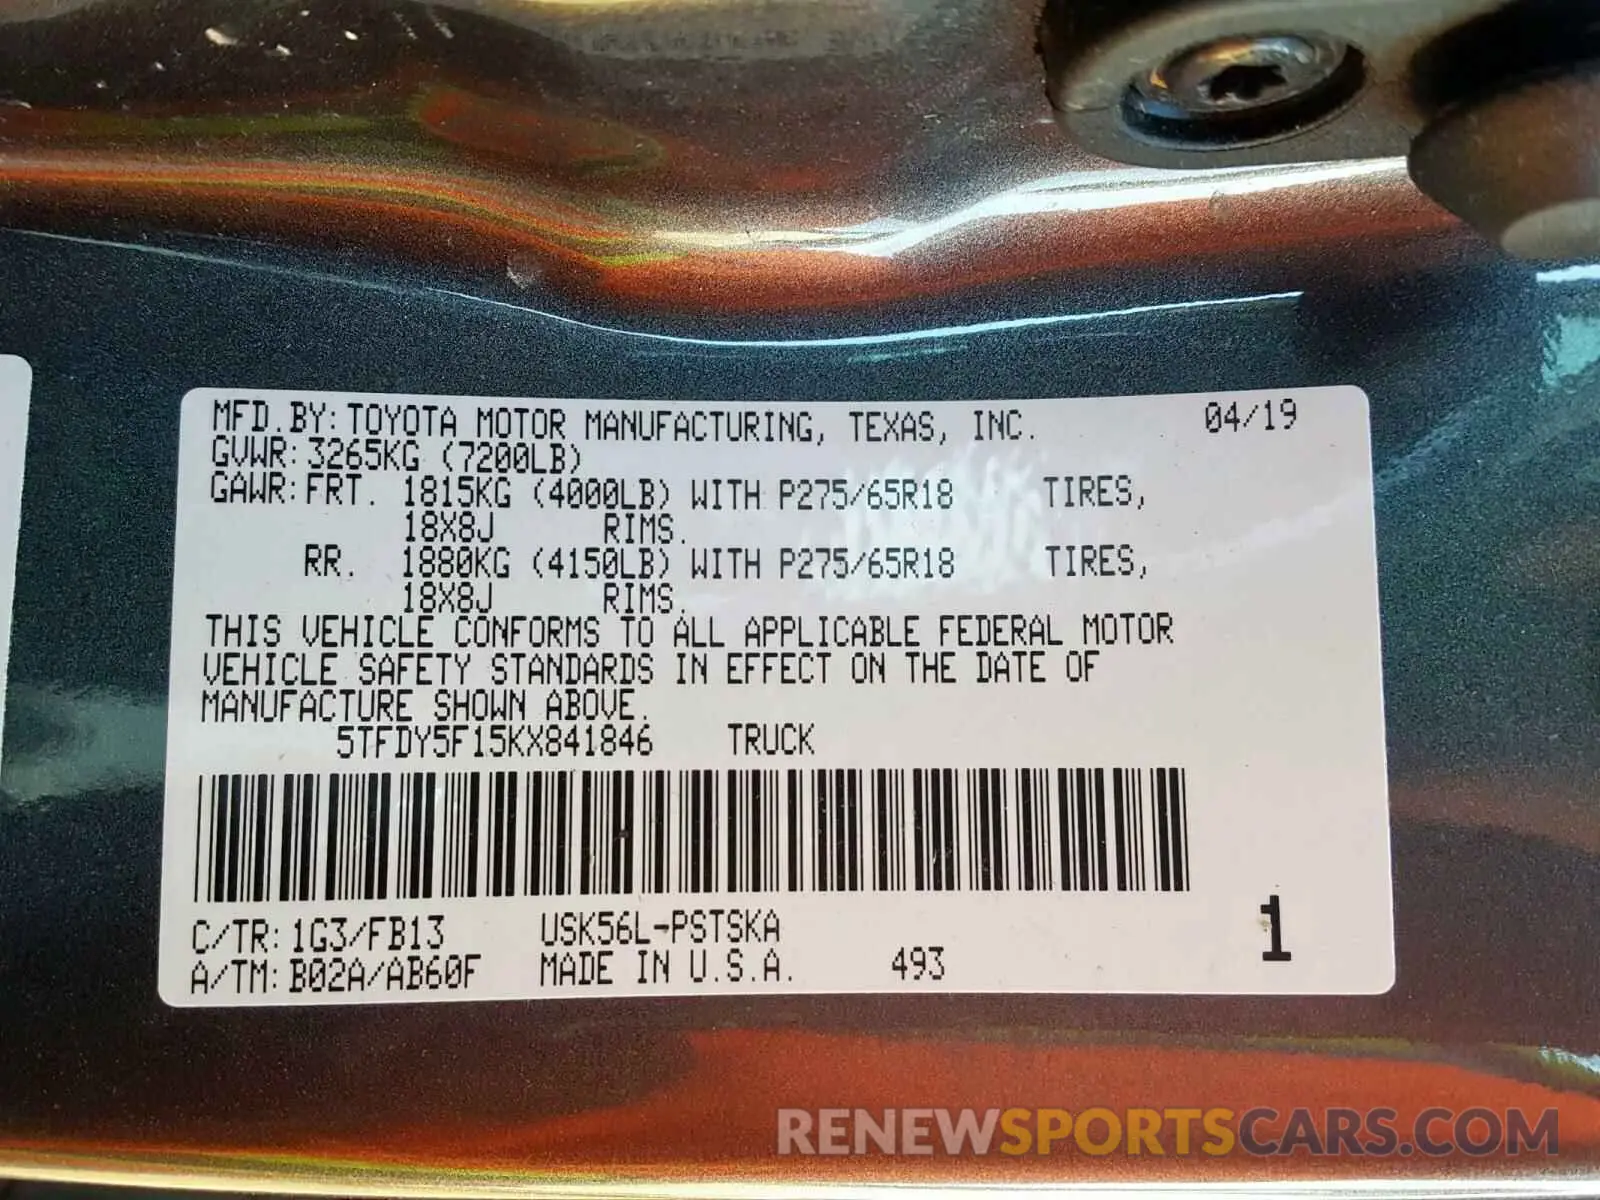 MFD.BY: TOYOTA MOTOR MANUFACTURING, TEXAS, INC. 04/19
GVWR: 3265KG (7200LB)
GAWR: FRT. 1815KG (4000LB) WITH P275/65R18 TIRES,
18X8J RIMS.
RR. 1880KG (4150LB) WITH P275/65R18 TIRES,
18X8J RIMS.
THIS VEHICLE CONFORMS TO ALL APPLICABLE FEDERAL MOTOR
VEHICLE SAFETY STANDARDS IN EFFECT ON THE DATE OF
MANUFACTURE SHOWN ABOVE.
5TFDY5F15KX841846 TRUCK
C/TR: 1G3/FB13 USK56L-PSTSKA
A/TM: B02A/AB60F MADE IN U.S.A. 493 1
RENEWSPORTSCARS.COM